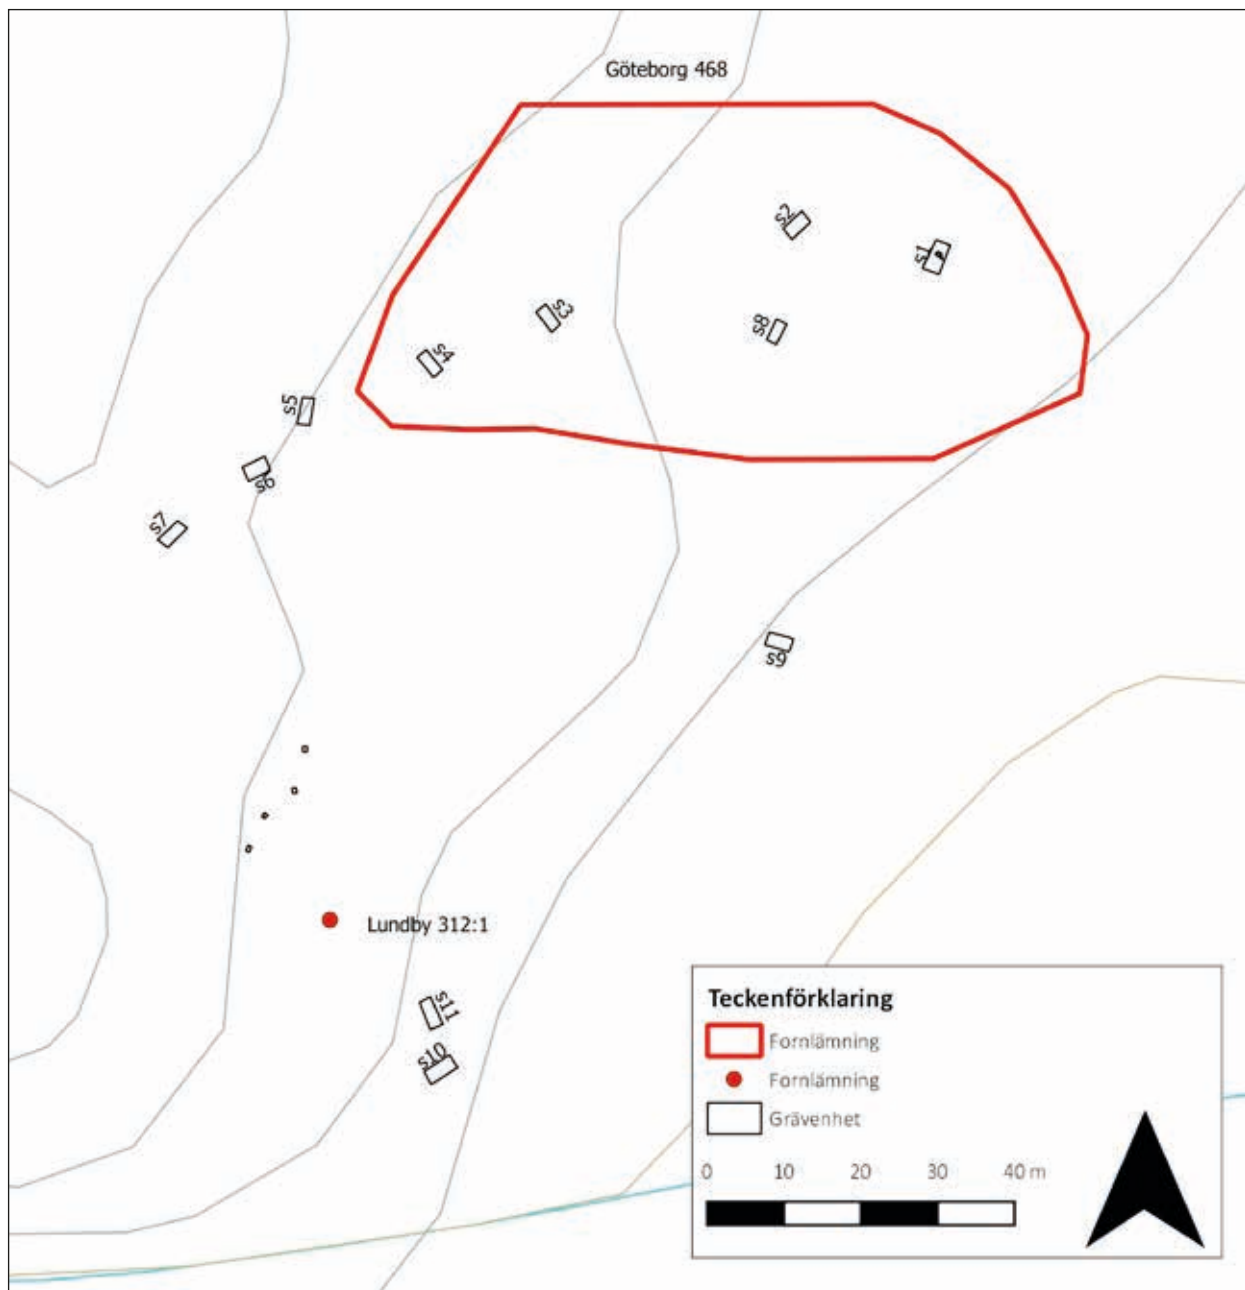 Göteborg 468
s2
s1
s3
s8
s4
s5
s6
s7
s9
Lundby 312:1
s11
s10
Teckenförklaring
Fornlämning
Fornlämning
Grävenhet
0 10 20 30 40 m